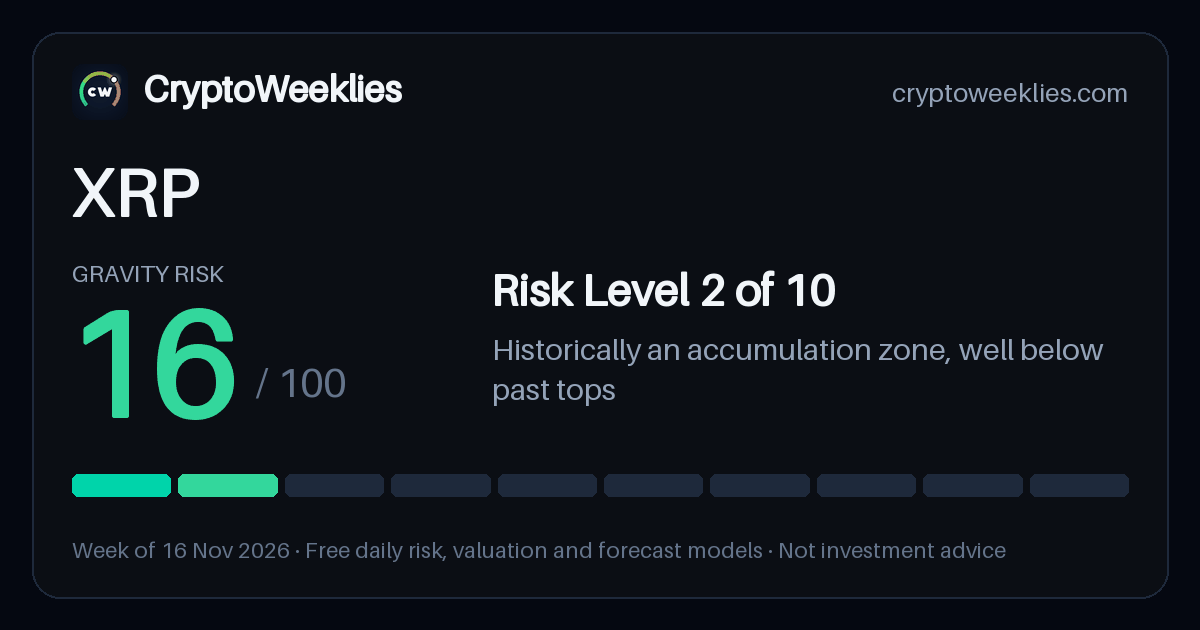 CW
CryptoWeeklies
cryptoweeklies.com
XRP
GRAVITY RISK
16 / 100
Risk Level 2 of 10
Historically an accumulation zone, well below
past tops
Week of 16 Nov 2026 · Free daily risk, valuation and forecast models · Not investment advice